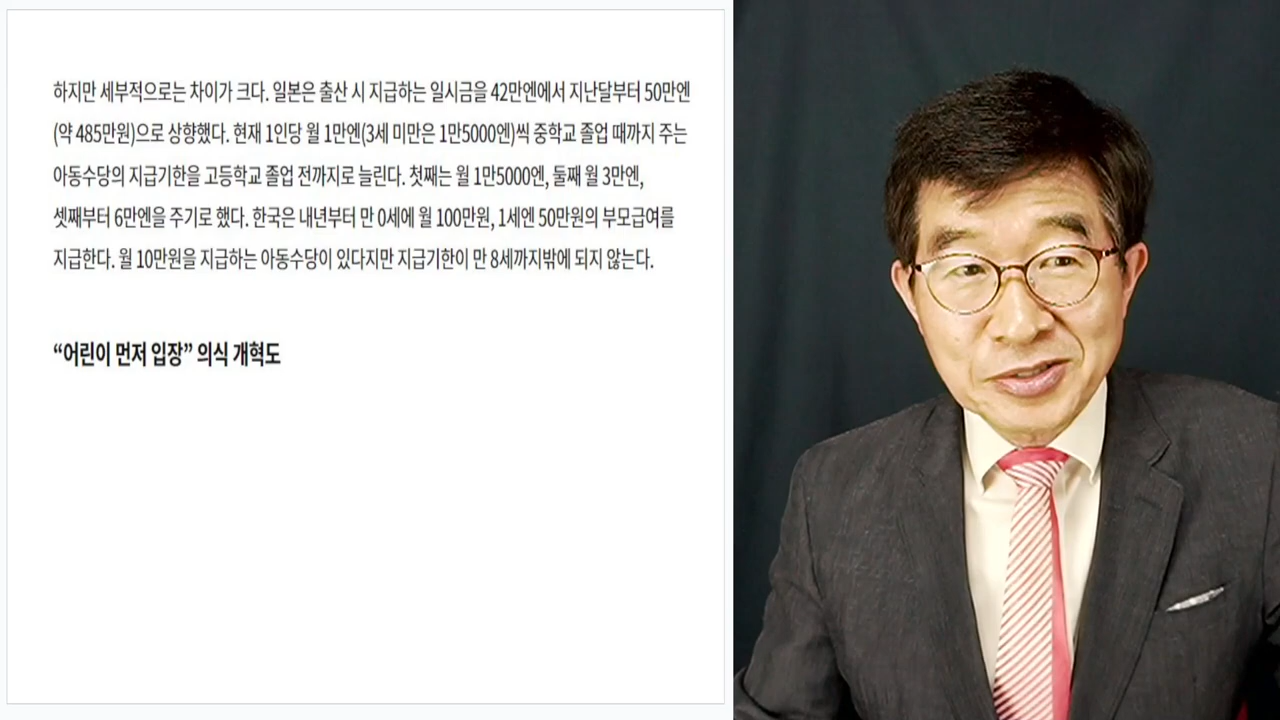 하지만 세부적으로는 차이가 크다. 일본은 출산 시 지급하는 일시금을 42만엔에서 지난달부터 50만엔
(약 485만원)으로 상향했다. 현재 1인당 월 1만엔(3세 미만은 1만5000엔)씩 중학교 졸업 때까지 주는
아동수당의 지급기한을 고등학교 졸업 전까지로 늘린다. 첫째는 월 1만5000엔, 둘째 월 3만엔,
셋째부터 6만엔을 주기로 했다. 한국은 내년부터 만 0세에 월 100만원, 1세엔 50만원의 부모급여를
지급한다. 월 10만원을 지급하는 아동수당이 있다지만 지급기한이 만 8세까지밖에 되지 않는다.
“어린이 먼저 입장” 의식 개혁도